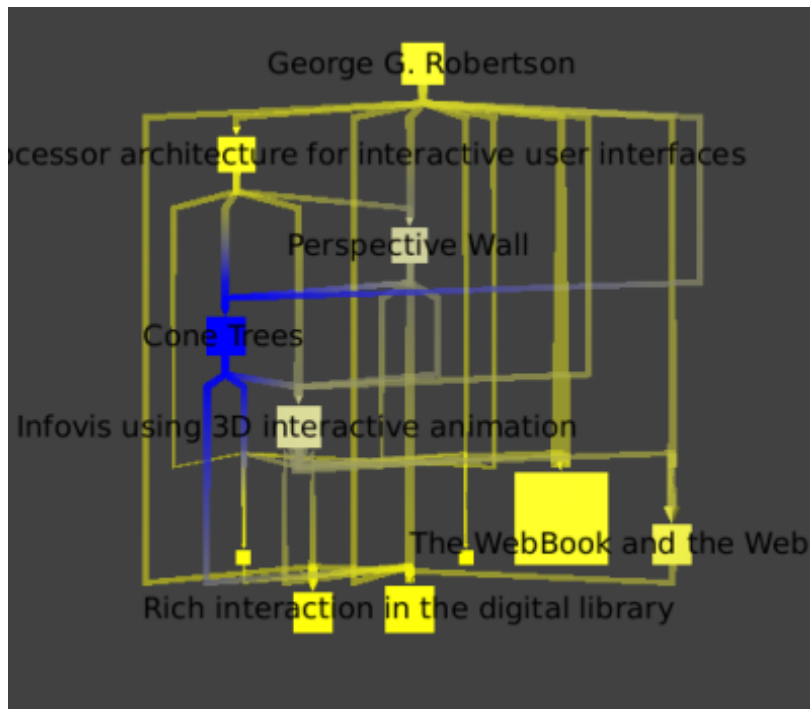 George G. Robertson
ocessor architecture for interactive user interfaces
Perspective Wall
Cone Trees
Infovis using 3D interactive animation
The WebBook and the Web
Rich interaction in the digital library